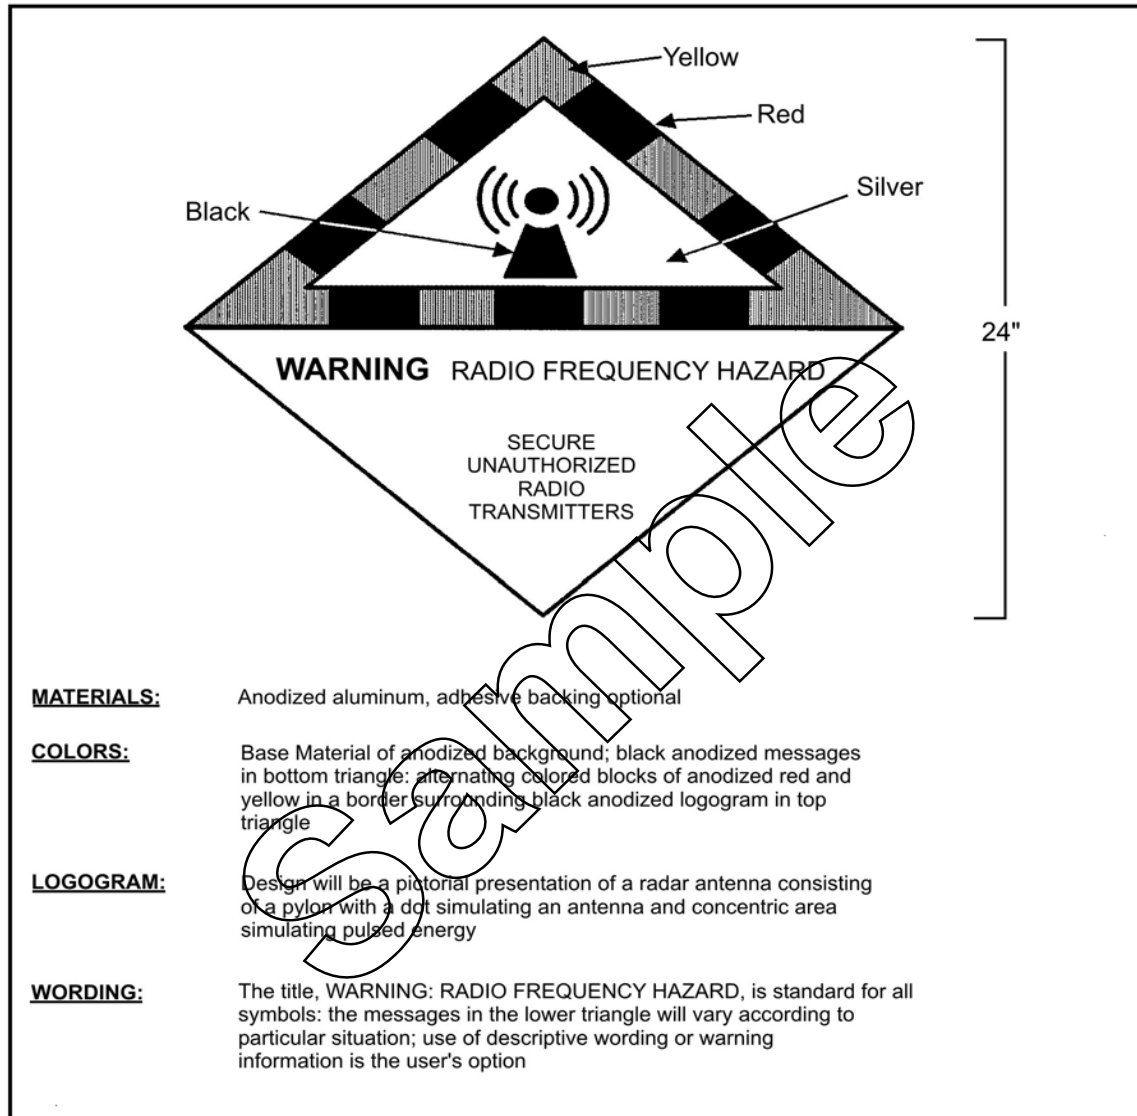 Yellow
Red
Silver
Black
24"
WARNING RADIO FREQUENCY HAZARD
SECURE
UNAUTHORIZED
RADIO
TRANSMITTERS
Sample
MATERIALS: Anodized aluminum, adhesive backing optional
COLORS: Base Material of anodized background; black anodized messages
in bottom triangle: alternating colored blocks of anodized red and
yellow in a border surrounding black anodized logogram in top
triangle
LOGOGRAM: Design will be a pictorial presentation of a radar antenna consisting
of a pylon with a dot simulating an antenna and concentric area
simulating pulsed energy
WORDING: The title, WARNING: RADIO FREQUENCY HAZARD, is standard for all
symbols: the messages in the lower triangle will vary according to
particular situation; use of descriptive wording or warning
information is the user's option